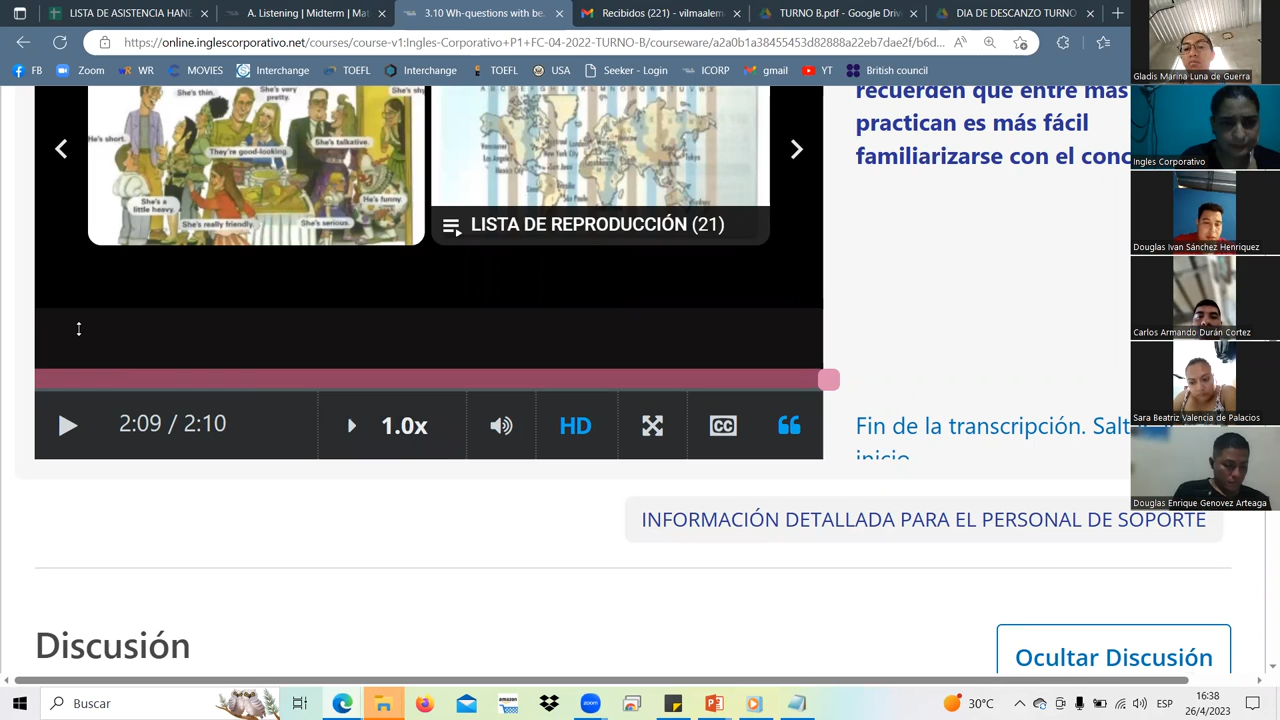 LISTA DE ASISTENCIA HANE
A. Listening | Midterm | Mat
3.10 Wh-questions with be.
Recibidos (221) - vilmaalem
TURNO B.pdf - Google Driv
DIA DE DESCANZO TURNO
https://online.inglescorporativo.net/courses/course-v1:Ingles-Corporativo+P1+FC-04-2022-TURNO-B/courseware/a2a0b1a38455453d82888a22eb7dae2f/b6d...
FB
Zoom
WR
MOVIES
Interchange
TOEFL
Interchange
TOEFL
USA
Seeker - Login
ICORP
gmail
YT
British council
Gladis Marina Luna de Guerra
Ingles Corporativo
Douglas Ivan Sánchez Henriquez
Carlos Armando Durán Cortez
Sara Beatriz Valencia de Palacios
Douglas Enrique Genovez Arteaga
She's thin.
She's very pretty.
She's shy
He's short.
They're good-looking.
She's talkative.
She's a little heavy.
He's funny.
She's really friendly.
She's serious.
LISTA DE REPRODUCCIÓN (21)
recuerden que entre más
practican es más fácil
familiarizarse con el conc
2:09 / 2:10
1.0x
HD
CC
Fin de la transcripción. Salt
inicio.
INFORMACIÓN DETALLADA PARA EL PERSONAL DE SOPORTE
Discusión
Ocultar Discusión
Buscar
30°C
ESP
16:38
26/4/2023